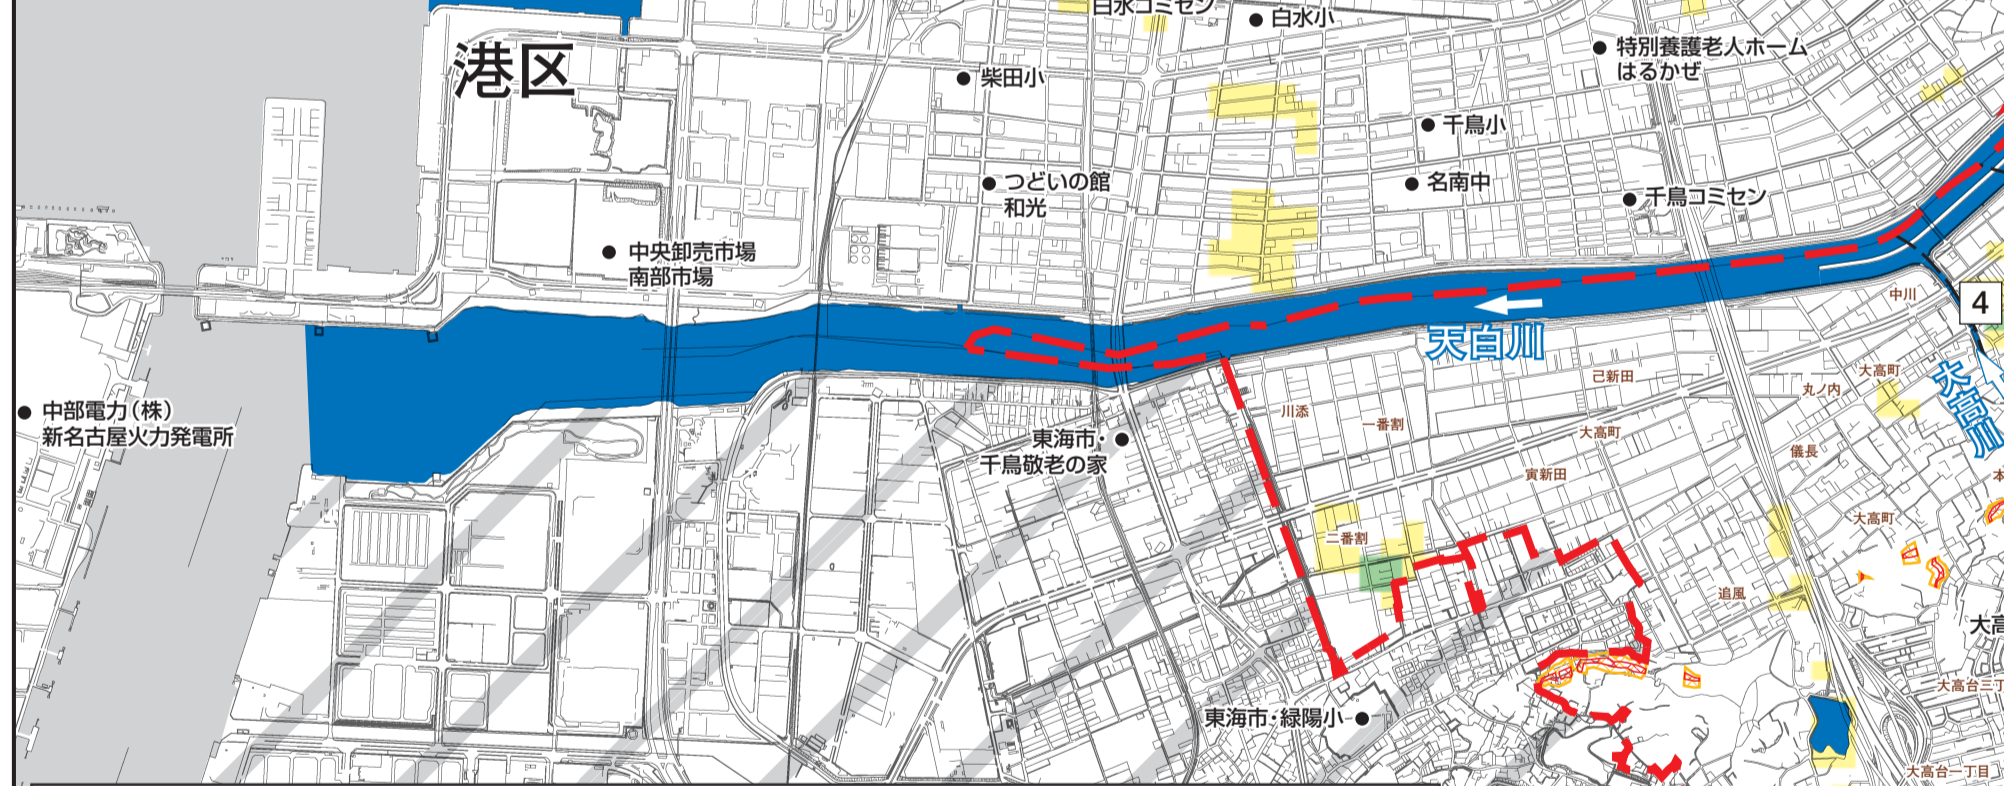 白水コミセン
白水小
港区
柴田小
特別養護老人ホーム
はるかぜ
千鳥小
つどいの館
和光
名南中
千鳥コミセン
中央卸売市場
南部市場
中川
4
天白川
大高川
己新田
大高町
丸ノ内
中部電力（株）
新名古屋火力発電所
東海市・
千鳥敬老の家
川添
一番割
大高町
儀長
寅新田
本
大高町
二番割
追風
大高
大高台三丁
東海市・緑陽小
大高台一丁目